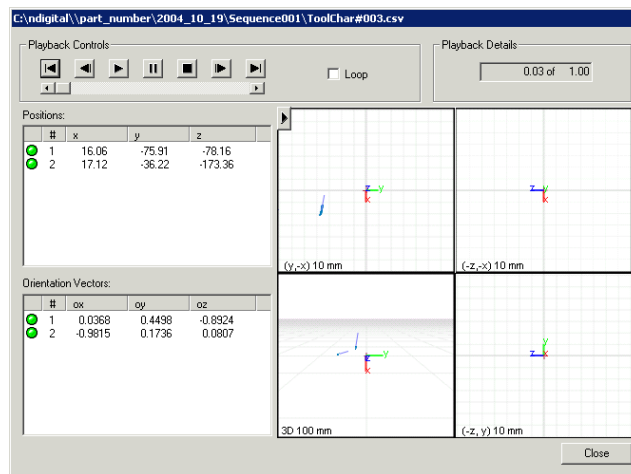 C:\ndigital\\part_number\2004_10_19\Sequence001\ToolChar#003.csv
Playback Controls
Loop
Playback Details
0.03 of 1.00
Positions:
# x y z
1 16.06 -75.91 -78.16
2 17.12 -36.22 -173.36
Orientation Vectors:
# ox oy oz
1 0.0368 0.4498 -0.8924
2 -0.9815 0.1736 0.0807
z y
x
(y,-x) 10 mm
z y
x
(-z,-x) 10 mm
y
z
x
3D 100 mm
y
z x
(-z, y) 10 mm
Close